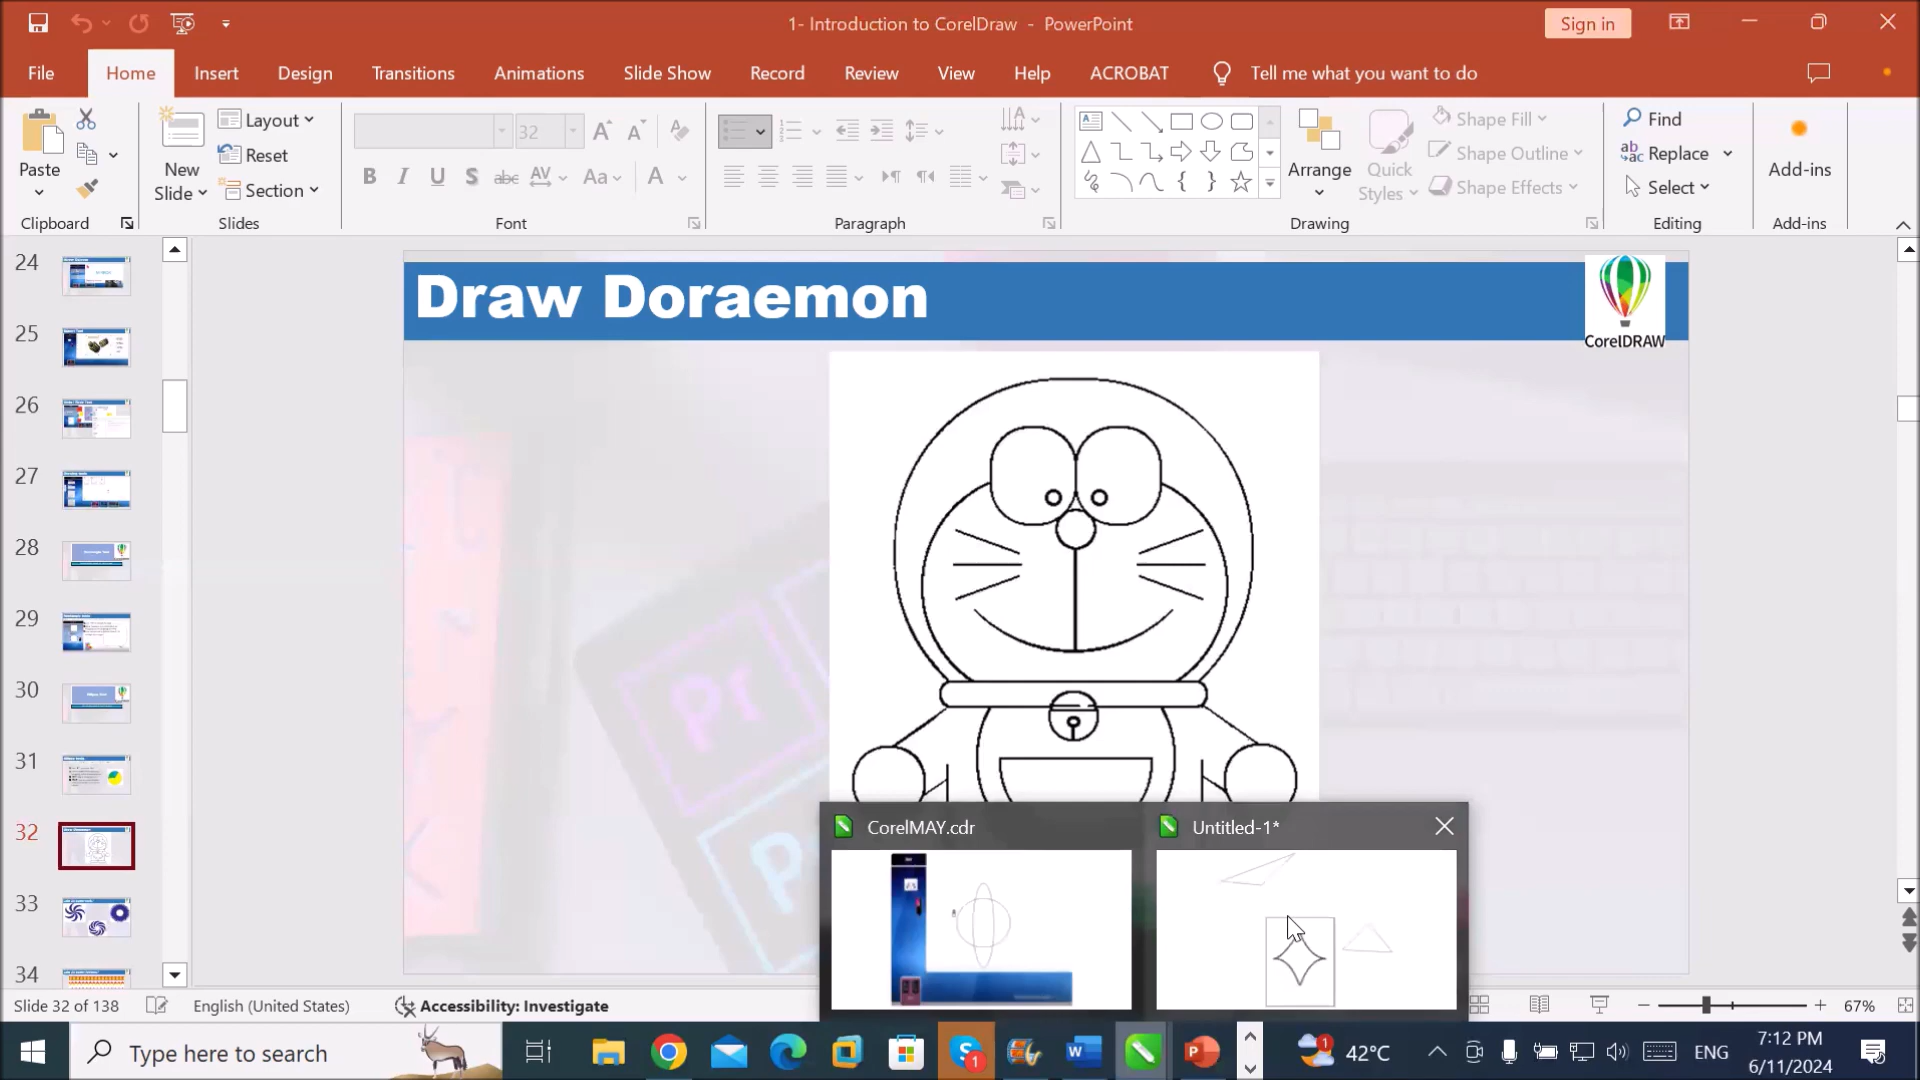 1- Introduction to CorelDraw - PowerPoint
Sign in
File
Home
Insert
Design
Transitions
Animations
Slide Show
Record
Review
View
Help
ACROBAT
Tell me what you want to do
Paste
New
Slide
Layout
Reset
Section
32
B I U S abc AV Aa A
Arrange
Quick
Styles
Shape Fill
Shape Outline
Shape Effects
Find
Replace
Select
Add-ins
Clipboard
Slides
Font
Paragraph
Drawing
Editing
Add-ins
24
25
26
27
28
29
30
31
32
33
34
Draw Doraemon
CorelDRAW
Pr
CorelMAY.cdr
Untitled-1*
Slide 32 of 138
English (United States)
Accessibility: Investigate
67%
Type here to search
42°C
ENG
7:12 PM
6/11/2024